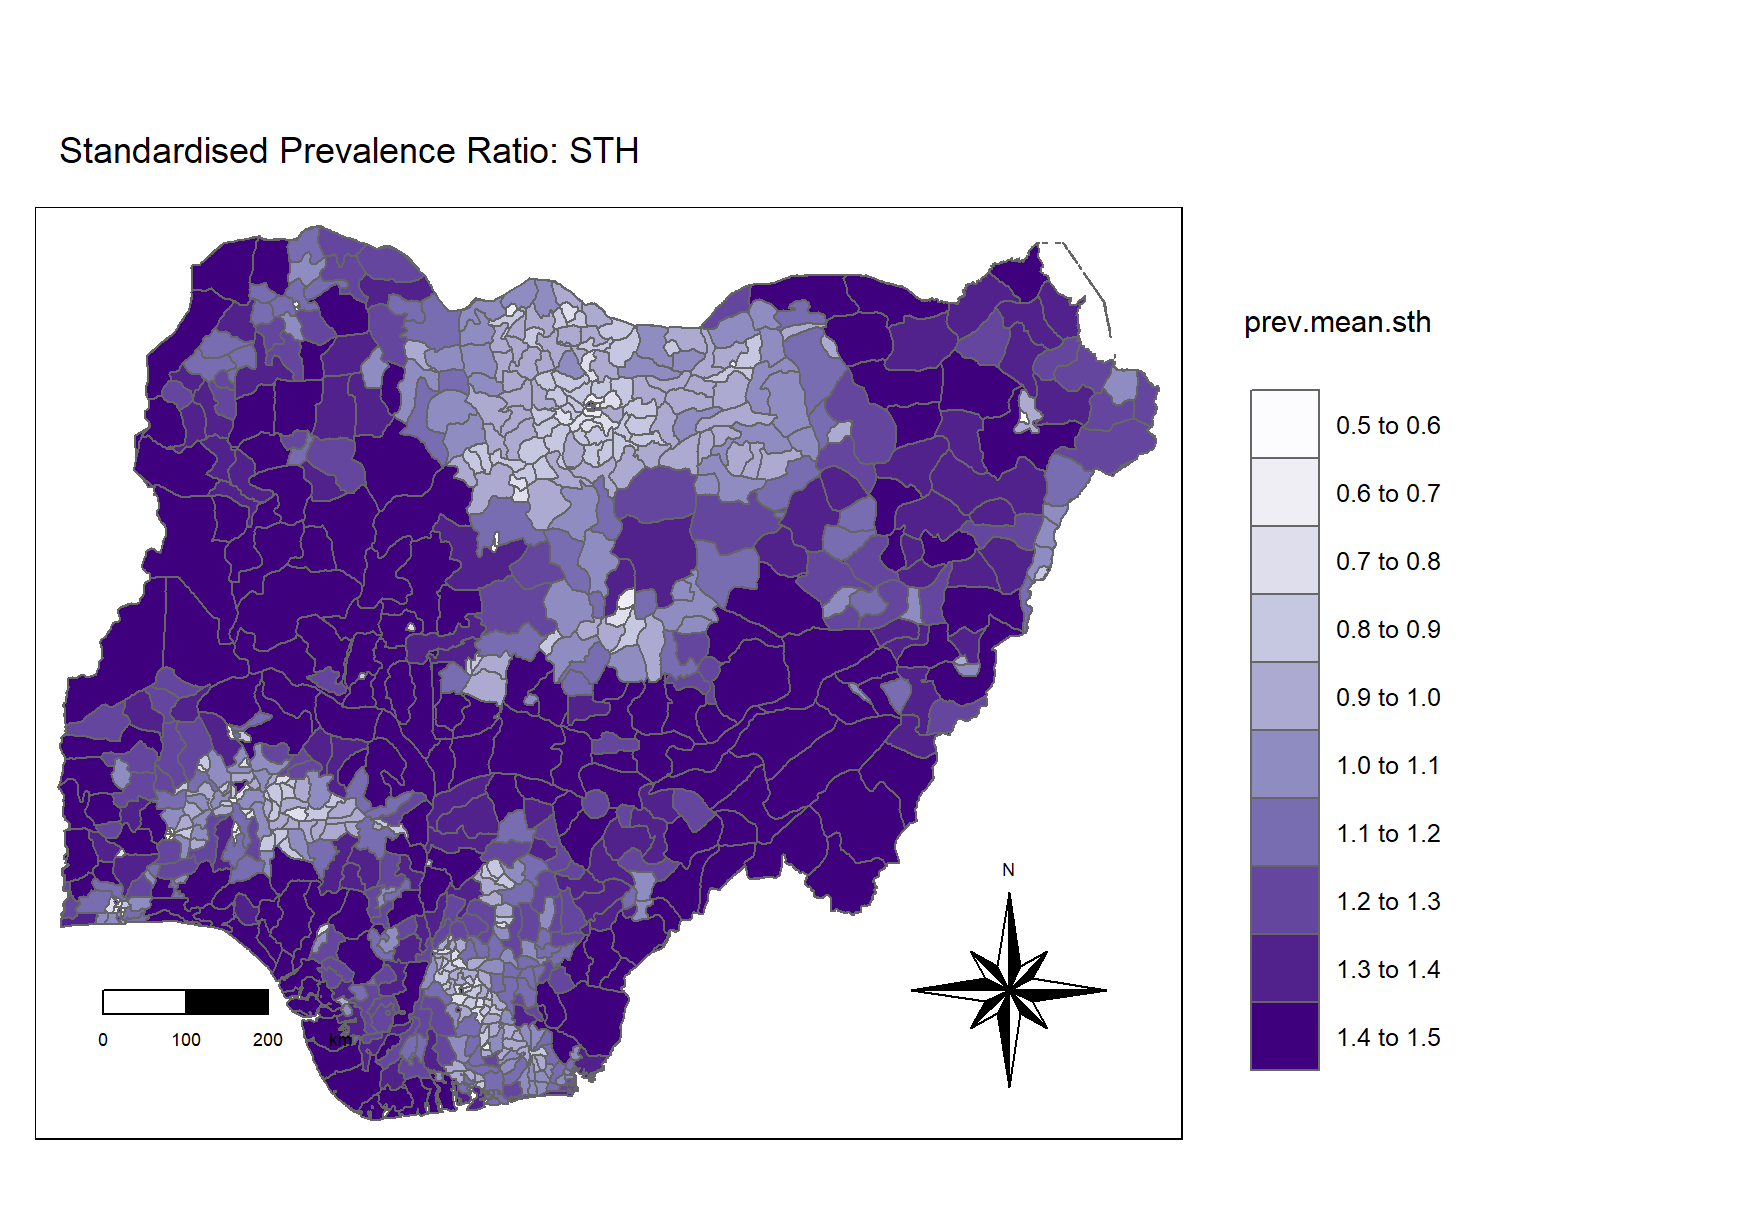 Standardised Prevalence Ratio: STH
prev.mean.sth
0.5 to 0.6
0.6 to 0.7
0.7 to 0.8
0.8 to 0.9
0.9 to 1.0
1.0 to 1.1
1.1 to 1.2
1.2 to 1.3
1.3 to 1.4
1.4 to 1.5
N
0 100 200 km